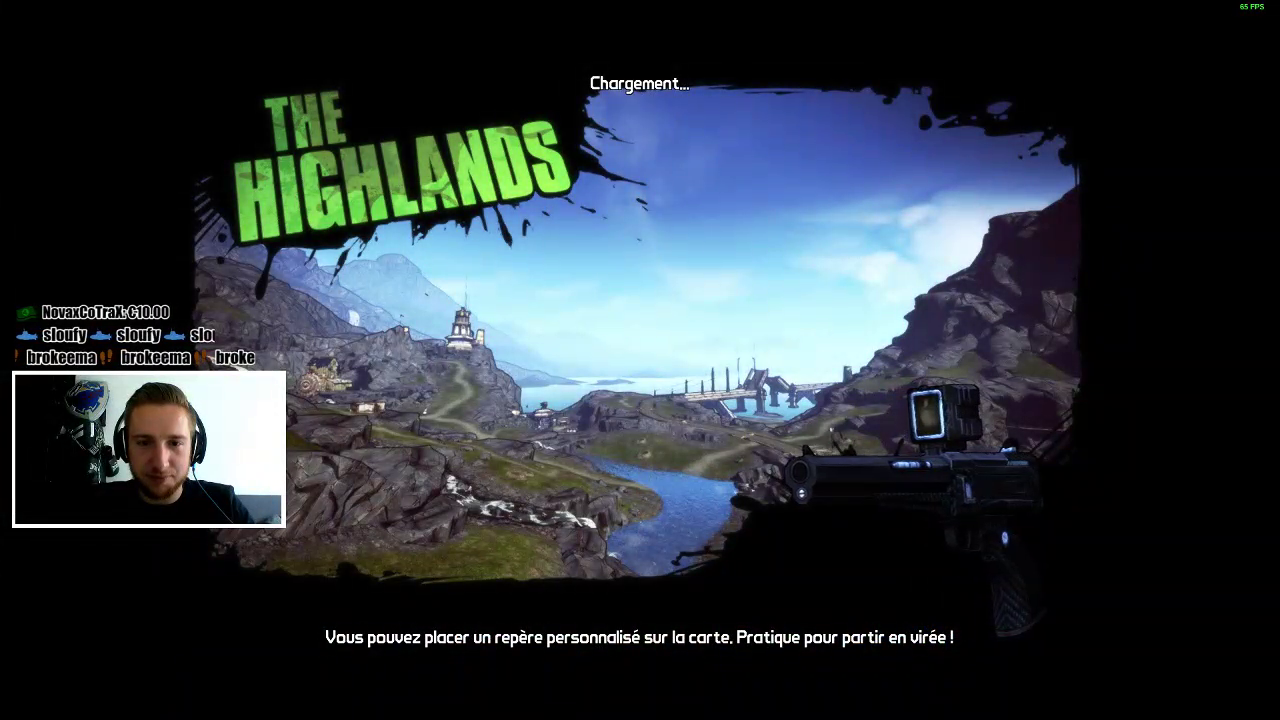 65 FPS
Chargement...
THE
HIGHLANDS
NovaxCoTraX: €10.00
sloufy sloufy slou
brokeema brokeema broke
Vous pouvez placer un repère personnalisé sur la carte. Pratique pour partir en virée !